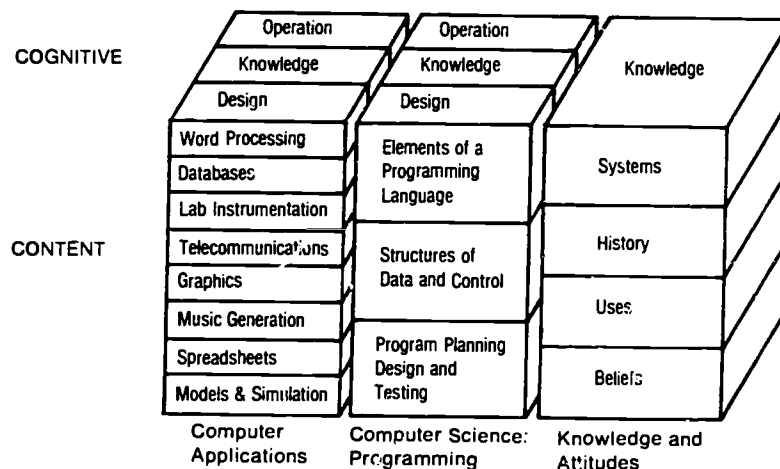 COGNITIVE
Operation
Knowledge
Design
Operation
Knowledge
Design
Knowledge
CONTENT
Word Processing
Databases
Lab Instrumentation
Telecommunications
Graphics
Music Generation
Spreadsheets
Models & Simulation
Elements of a
Programming
Language
Structures of
Data and Control
Program Planning
Design and
Testing
Systems
History
Uses
Beliefs
Computer
Applications
Computer Science:
Programming
Knowledge and
Attitudes